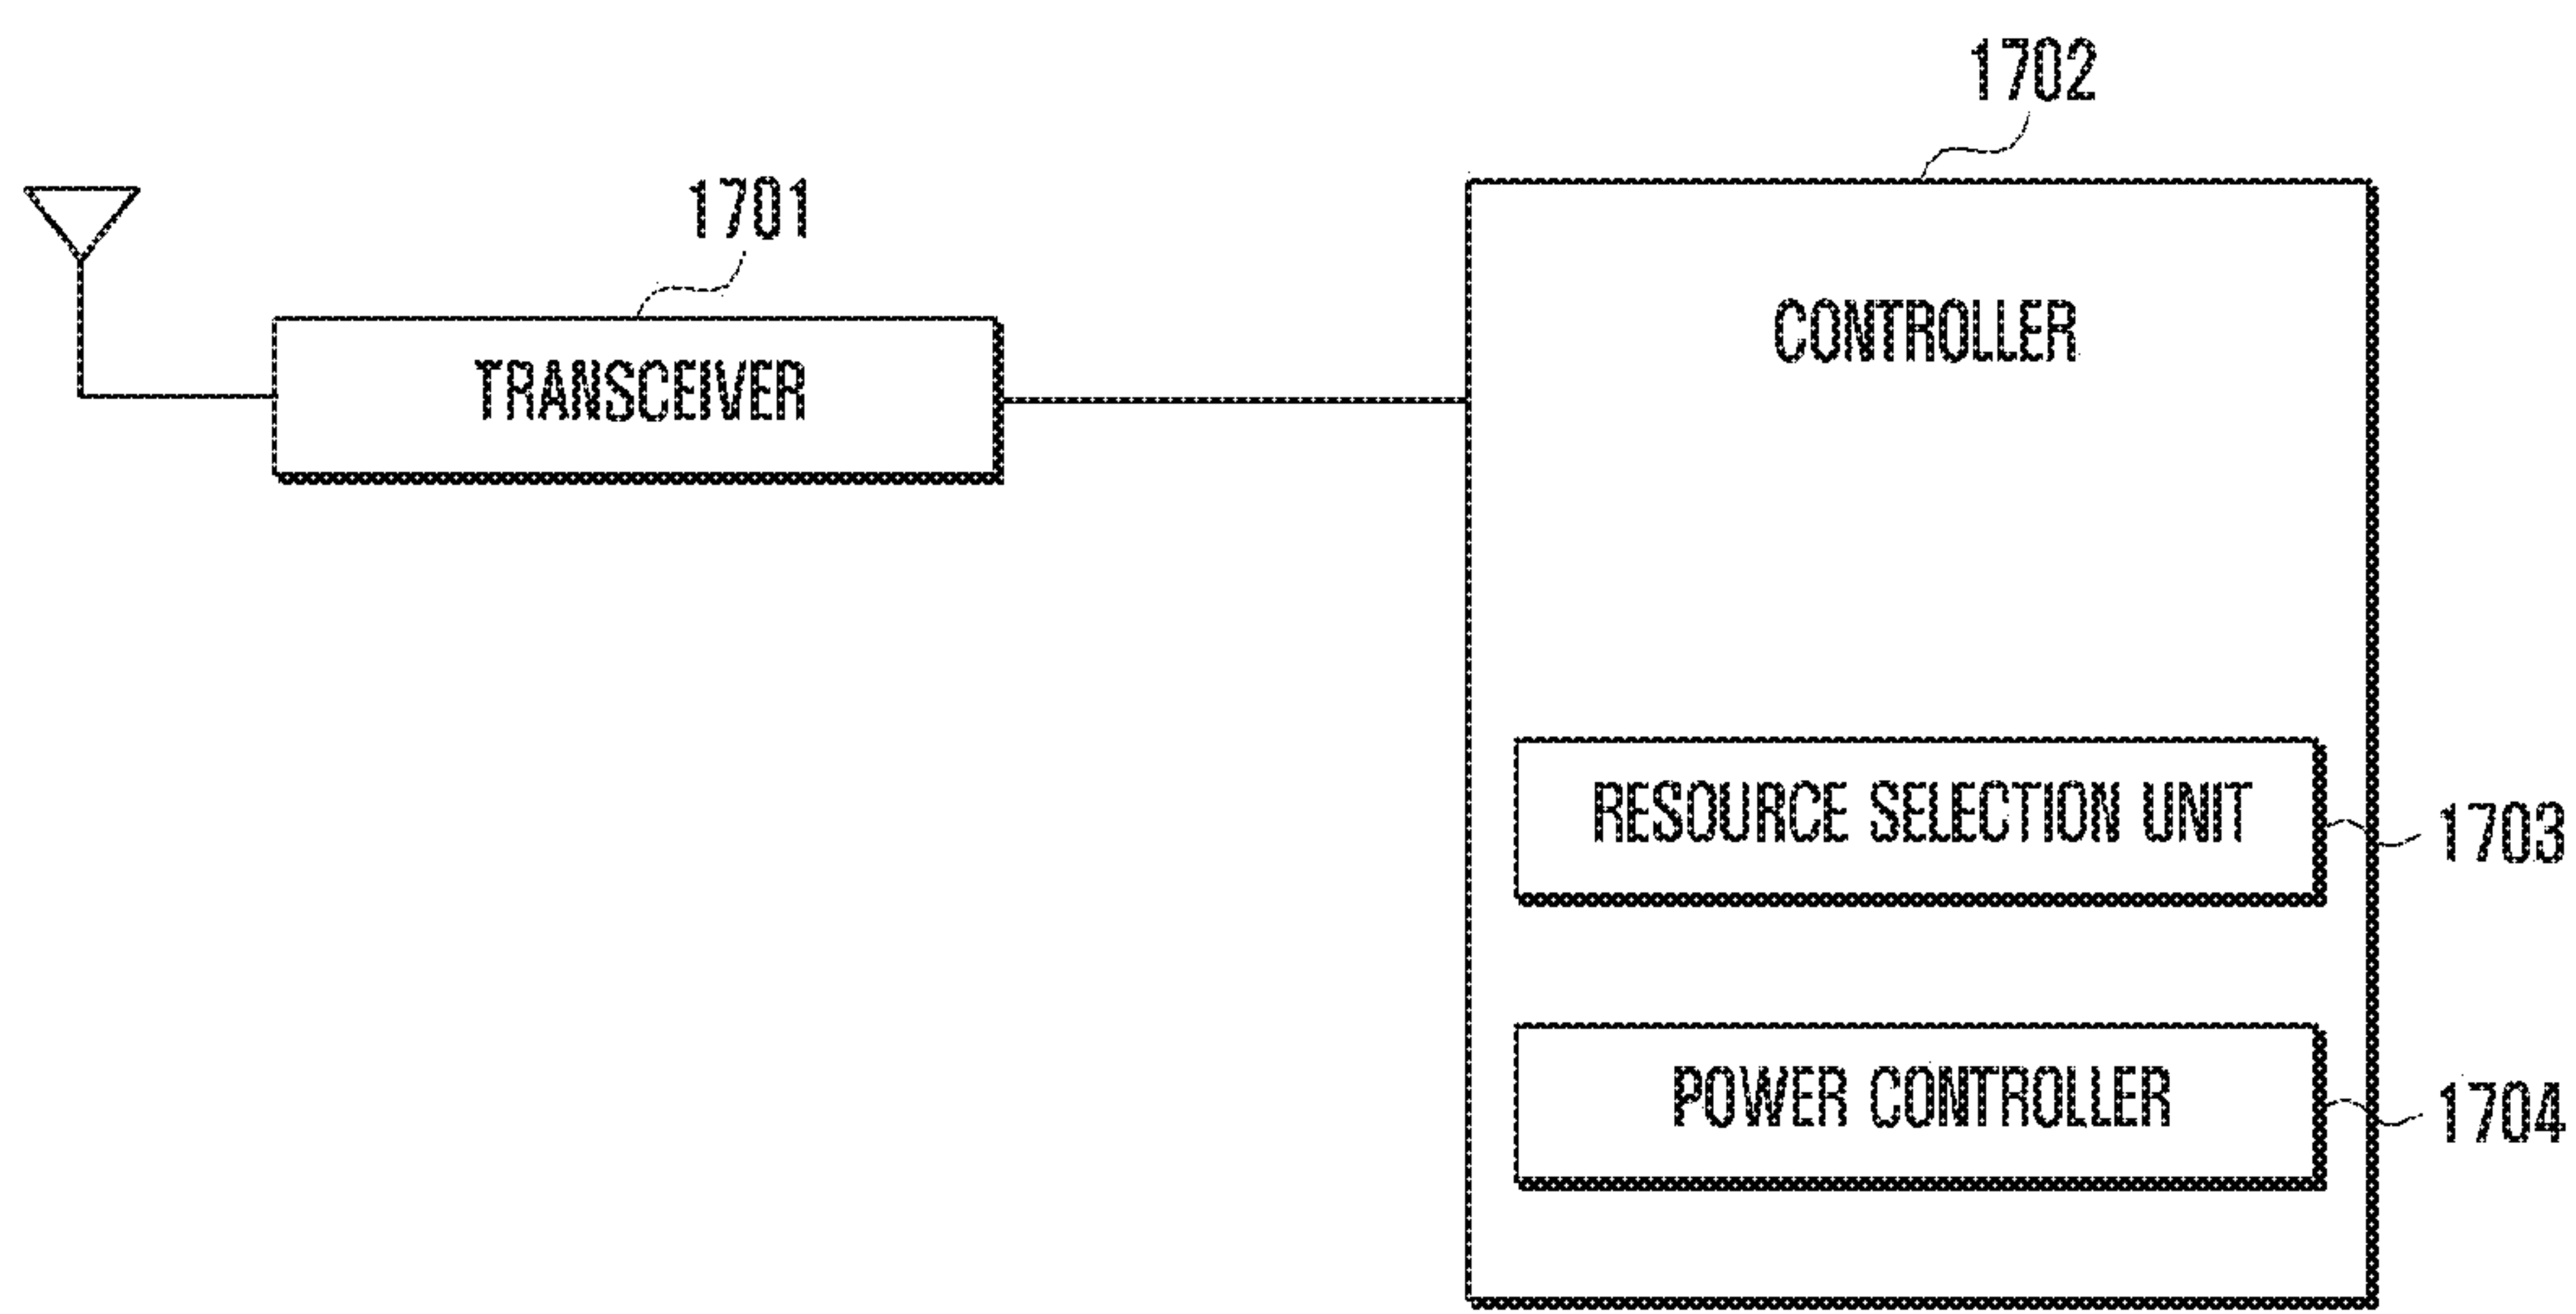 1702
1701
CONTROLLER
TRANSCEIVER
RESOURCE SELECTION UNIT
1703
POWER CONTROLLER
1704